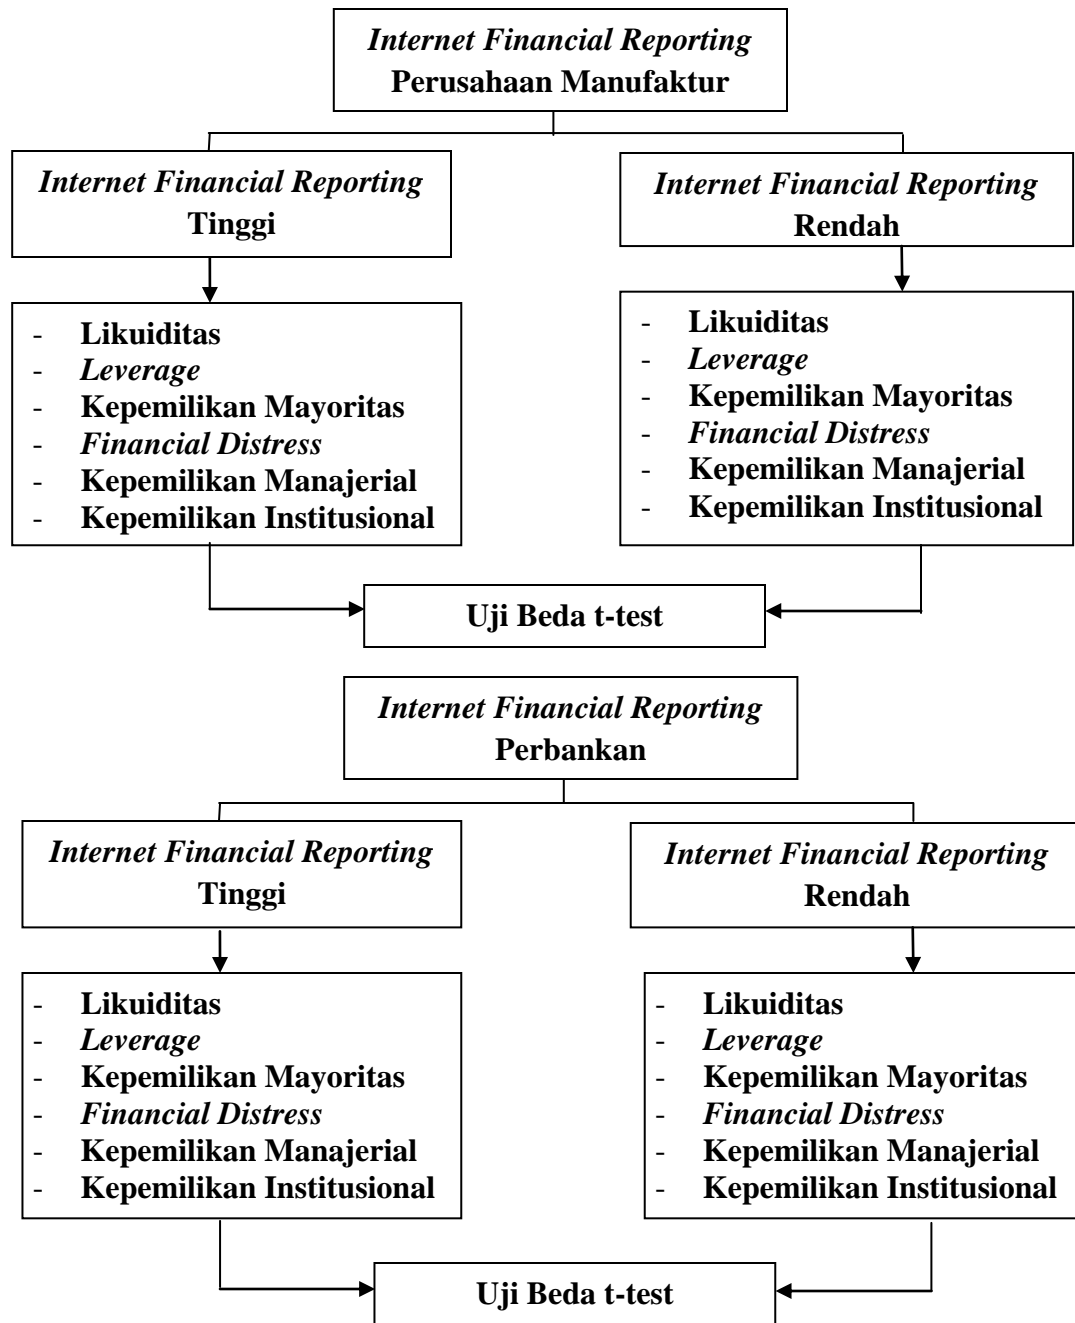 Internet Financial Reporting
Perusahaan Manufaktur
Internet Financial Reporting
Tinggi
Internet Financial Reporting
Rendah
- Likuiditas
- Leverage
- Kepemilikan Mayoritas
- Financial Distress
- Kepemilikan Manajerial
- Kepemilikan Institusional
- Likuiditas
- Leverage
- Kepemilikan Mayoritas
- Financial Distress
- Kepemilikan Manajerial
- Kepemilikan Institusional
Uji Beda t-test
Internet Financial Reporting
Perbankan
Internet Financial Reporting
Tinggi
Internet Financial Reporting
Rendah
- Likuiditas
- Leverage
- Kepemilikan Mayoritas
- Financial Distress
- Kepemilikan Manajerial
- Kepemilikan Institusional
- Likuiditas
- Leverage
- Kepemilikan Mayoritas
- Financial Distress
- Kepemilikan Manajerial
- Kepemilikan Institusional
Uji Beda t-test